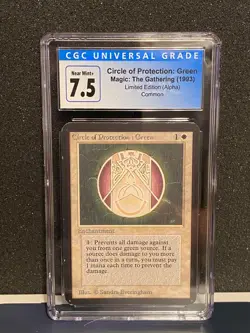 CGC UNIVERSAL GRADE
Near Mint+
7.5
Circle of Protection: Green
Magic: The Gathering (1993)
Limited Edition (Alpha)
Common
Circle of Protection: Green
1
Enchantment
1: Prevents all damage against
you from one green source. If a
source does damage to you more
than once in a turn, you must pay
1 mana each time to prevent
the damage.
Illus. © Sandra Everingham